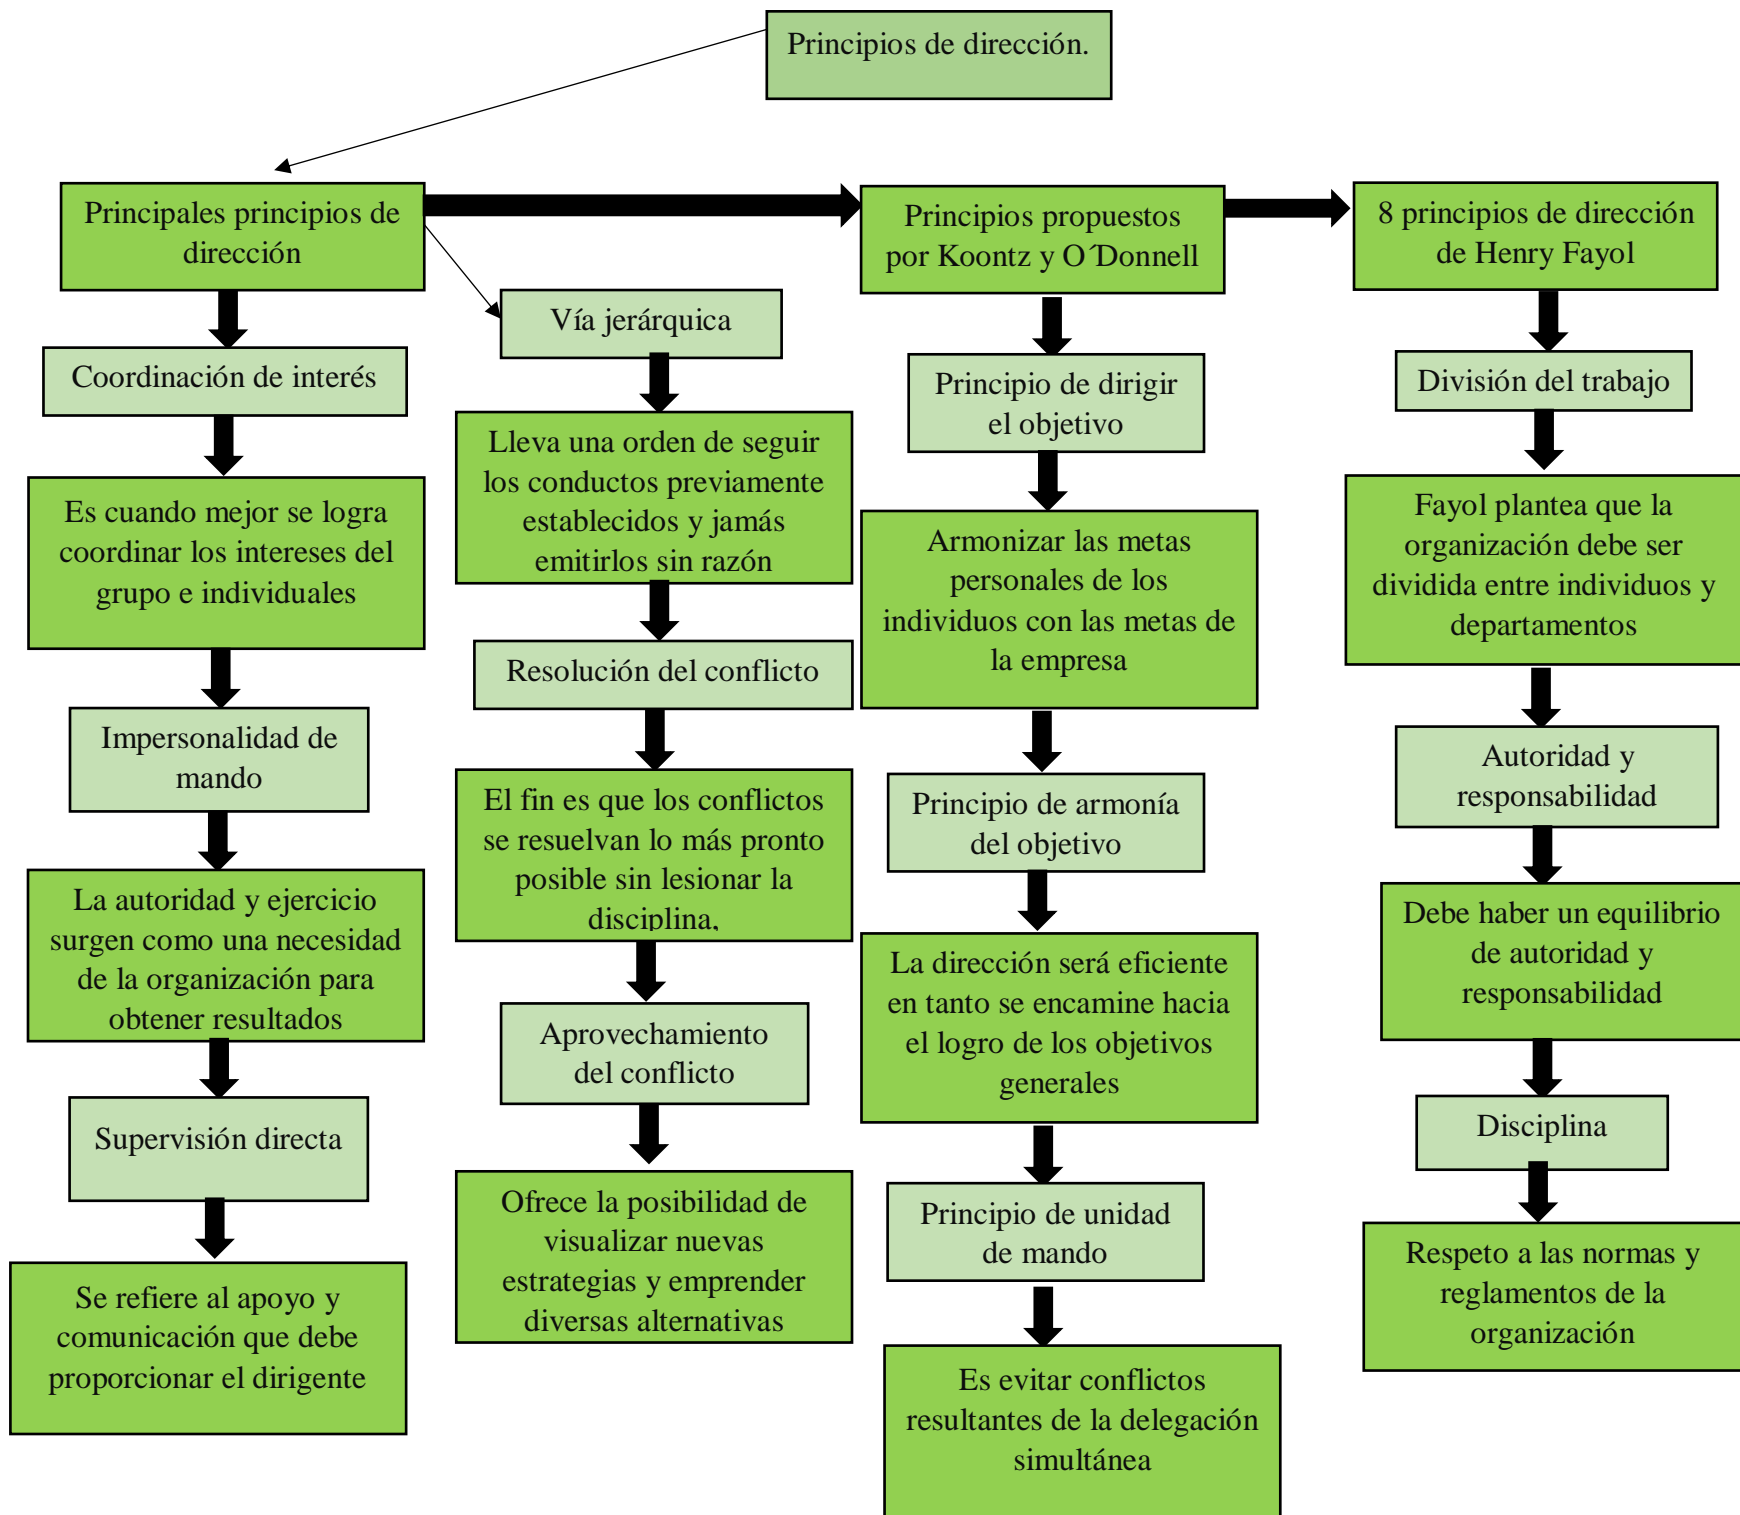 Principios de dirección.
Principales principios de
dirección
Coordinación de interés
Es cuando mejor se logra
coordinar los intereses del
grupo e individuales
Impersonalidad de
mando
La autoridad y ejercicio
surgen como una necesidad
de la organización para
obtener resultados
Supervisión directa
Se refiere al apoyo y
comunicación que debe
proporcionar el dirigente
Vía jerárquica
Lleva una orden de seguir
los conductos previamente
establecidos y jamás
emitirlos sin razón
Resolución del conflicto
El fin es que los conflictos
se resuelvan lo más pronto
posible sin lesionar la
disciplina,
Aprovechamiento
del conflicto
Ofrece la posibilidad de
visualizar nuevas
estrategias y emprender
diversas alternativas
Principios propuestos
por Koontz y O´Donnell
Principio de dirigir
el objetivo
Armonizar las metas
personales de los
individuos con las metas de
la empresa
Principio de armonía
del objetivo
La dirección será eficiente
en tanto se encamine hacia
el logro de los objetivos
generales
Principio de unidad
de mando
Es evitar conflictos
resultantes de la delegación
simultánea
8 principios de dirección
de Henry Fayol
División del trabajo
Fayol plantea que la
organización debe ser
dividida entre individuos y
departamentos
Autoridad y
responsabilidad
Debe haber un equilibrio
de autoridad y
responsabilidad
Disciplina
Respeto a las normas y
reglamentos de la
organización